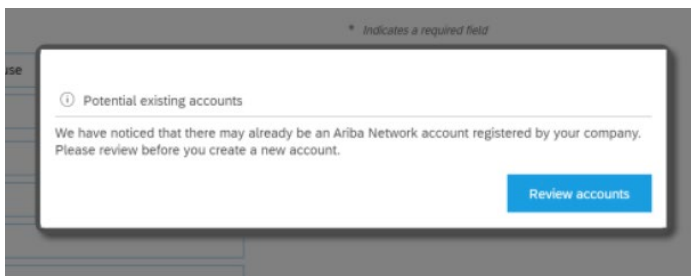 * Indicates a required field
Potential existing accounts
We have noticed that there may already be an Ariba Network account registered by your company.
Please review before you create a new account.
Review accounts